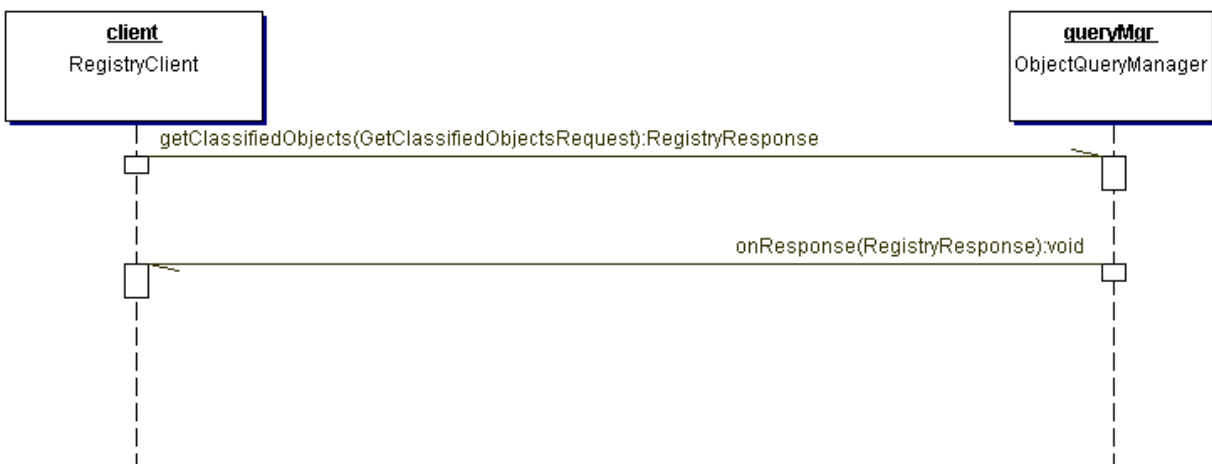 client
RegistryClient
queryMgr
ObjectQueryManager
getClassifiedObjects(GetClassifiedObjectsRequest):RegistryResponse
onResponse(RegistryResponse):void